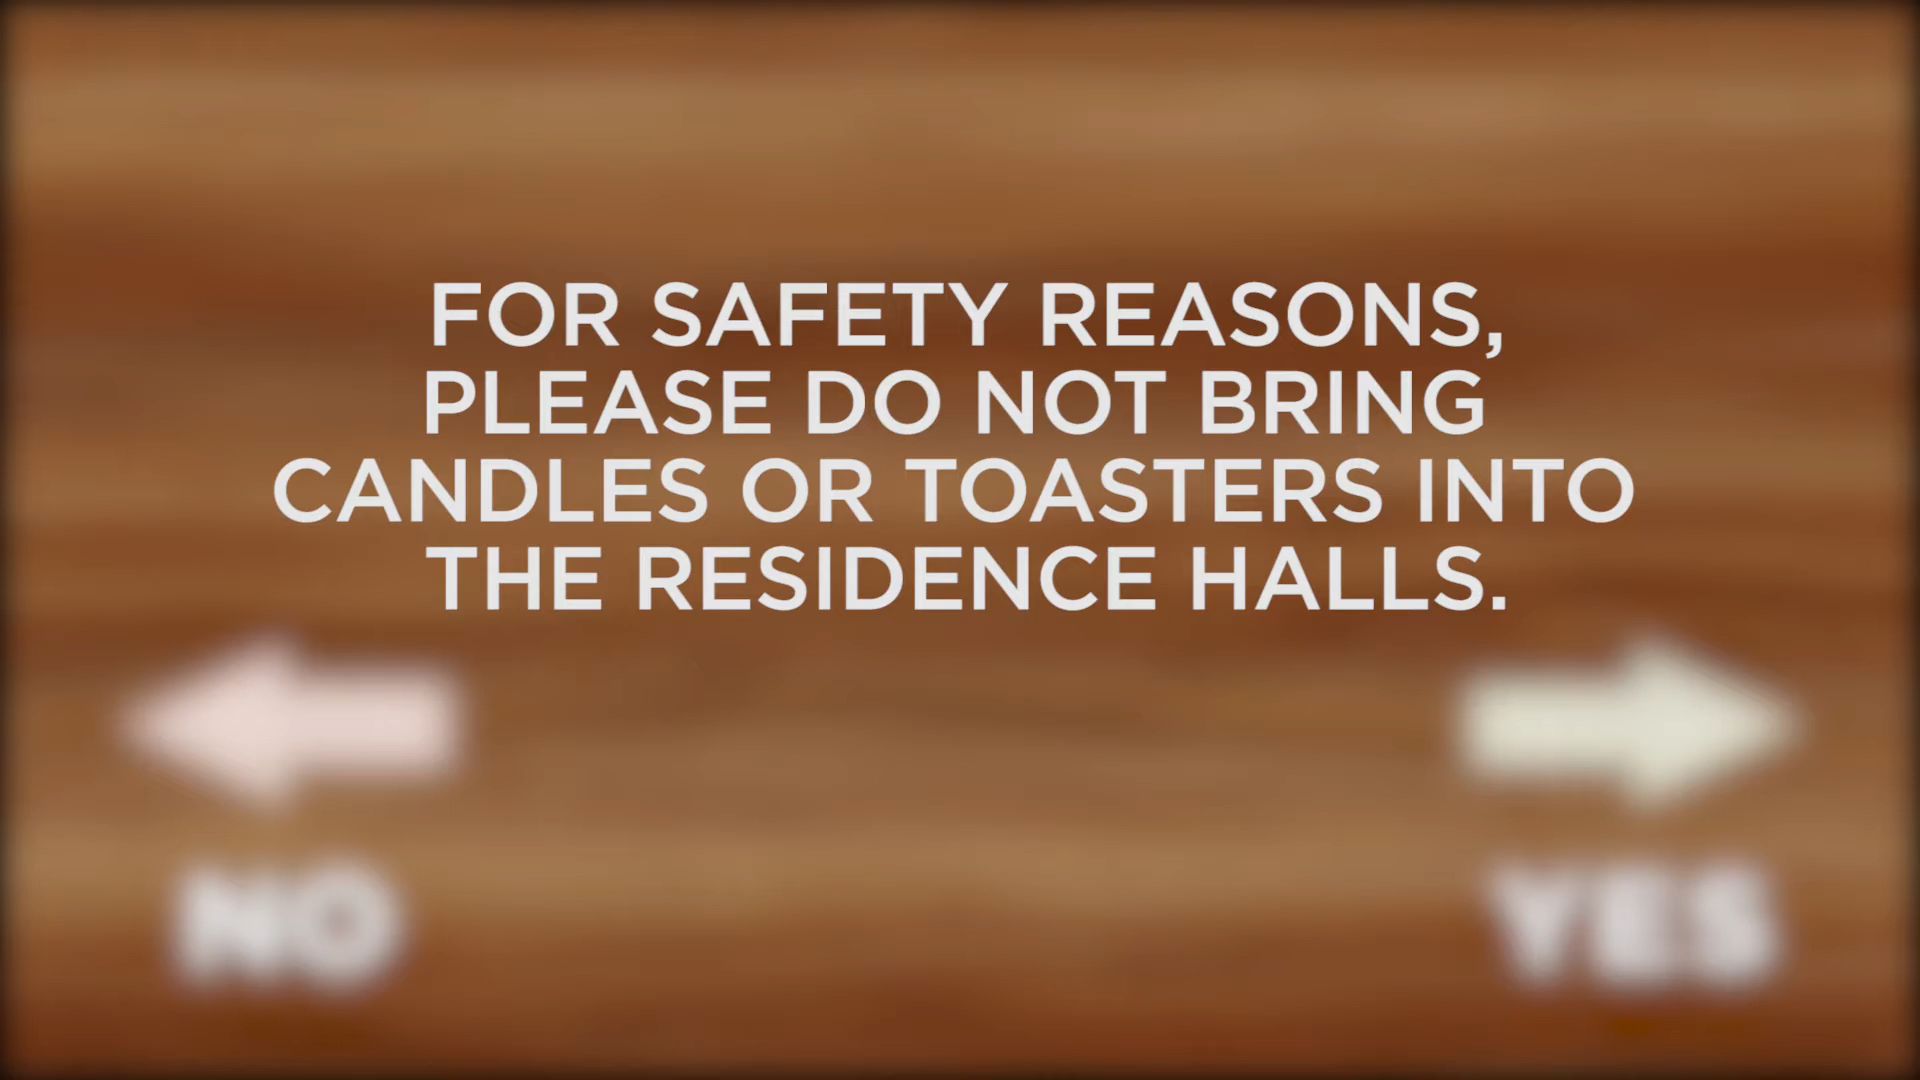 FOR SAFETY REASONS,
PLEASE DO NOT BRING
CANDLES OR TOASTERS INTO
THE RESIDENCE HALLS.
NO
YES